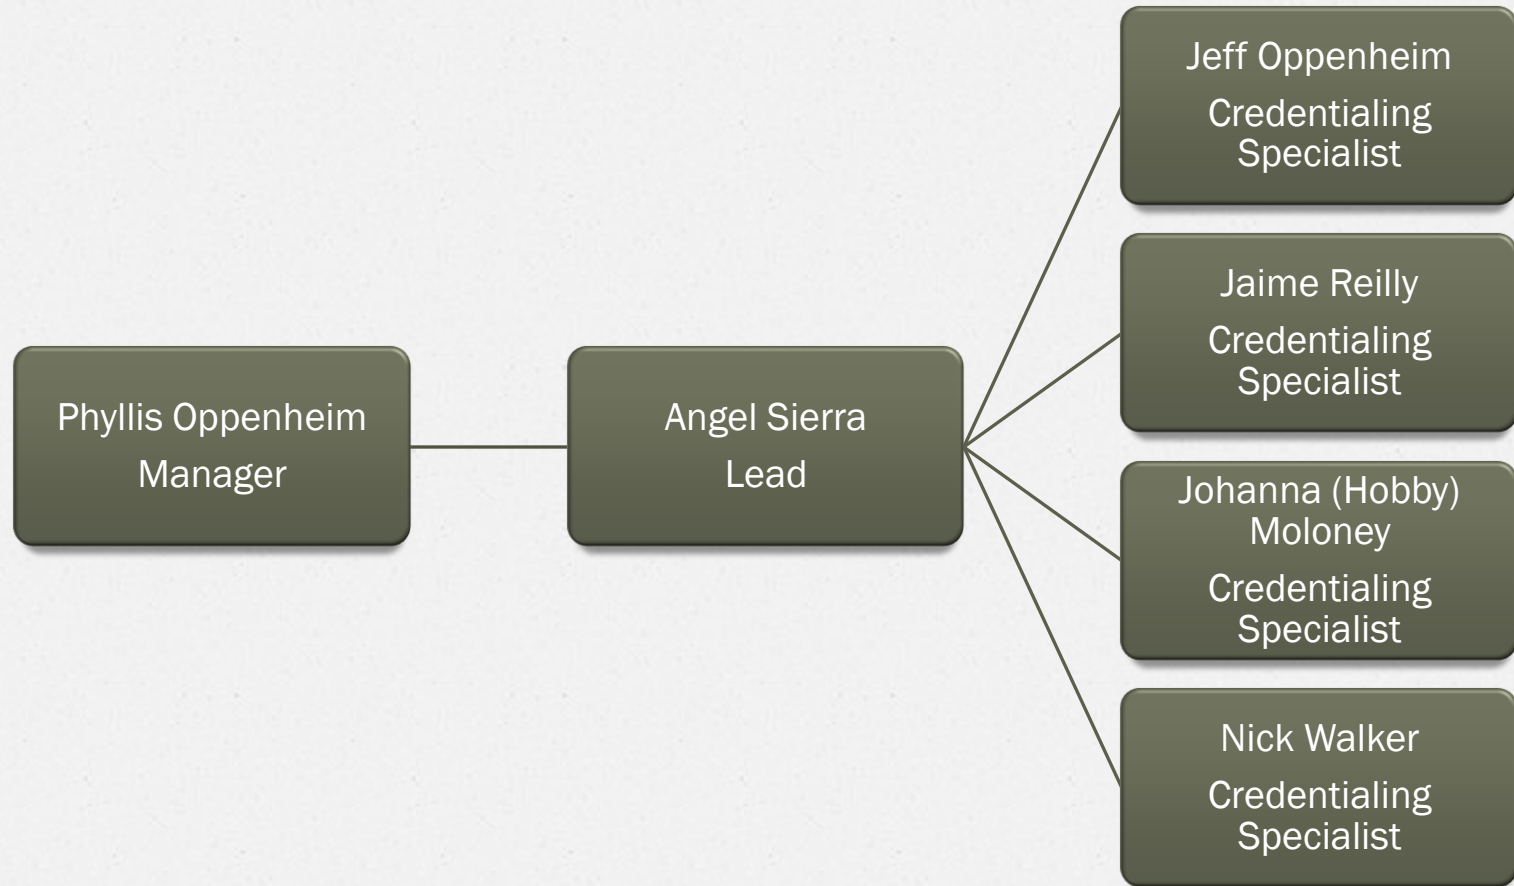 Phyllis Oppenheim
Manager
Angel Sierra
Lead
Jeff Oppenheim
Credentialing
Specialist
Jaime Reilly
Credentialing
Specialist
Johanna (Hobby)
Moloney
Credentialing
Specialist
Nick Walker
Credentialing
Specialist